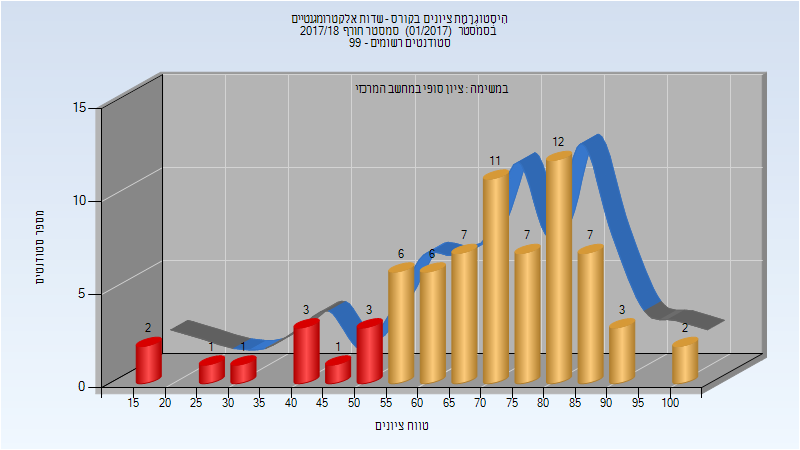 היסטוגרמת ציונים בקורס - שדות אלקטרומגנטיים
בסמסטר (01/2017) סמסטר חורף 2017/18
סטודנטים רשומים - 99
במשימה : ציון סופי במחשב המרכזי
מספר סטודנטים
15
10
5
0
2 1 1 3 1 3 6 6 7 11 7 12 7 3 2
15 20 25 30 35 40 45 50 55 60 65 70 75 80 85 90 95 100
טווח ציונים